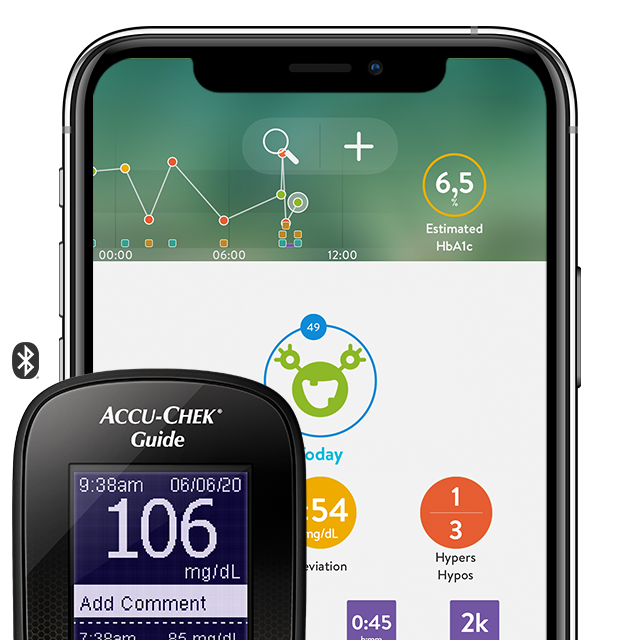 6,5
%
Estimated
HbA1c
00:00 06:00 12:00
49
ACCU-CHEK®
Guide
oday
9:38am 06/06/20
106
mg/dL
:54
mg/dL
eviation
1
3
Hypers
Hypos
Add Comment
7:38am 85 mg/dL
0:45
h:mm
2k